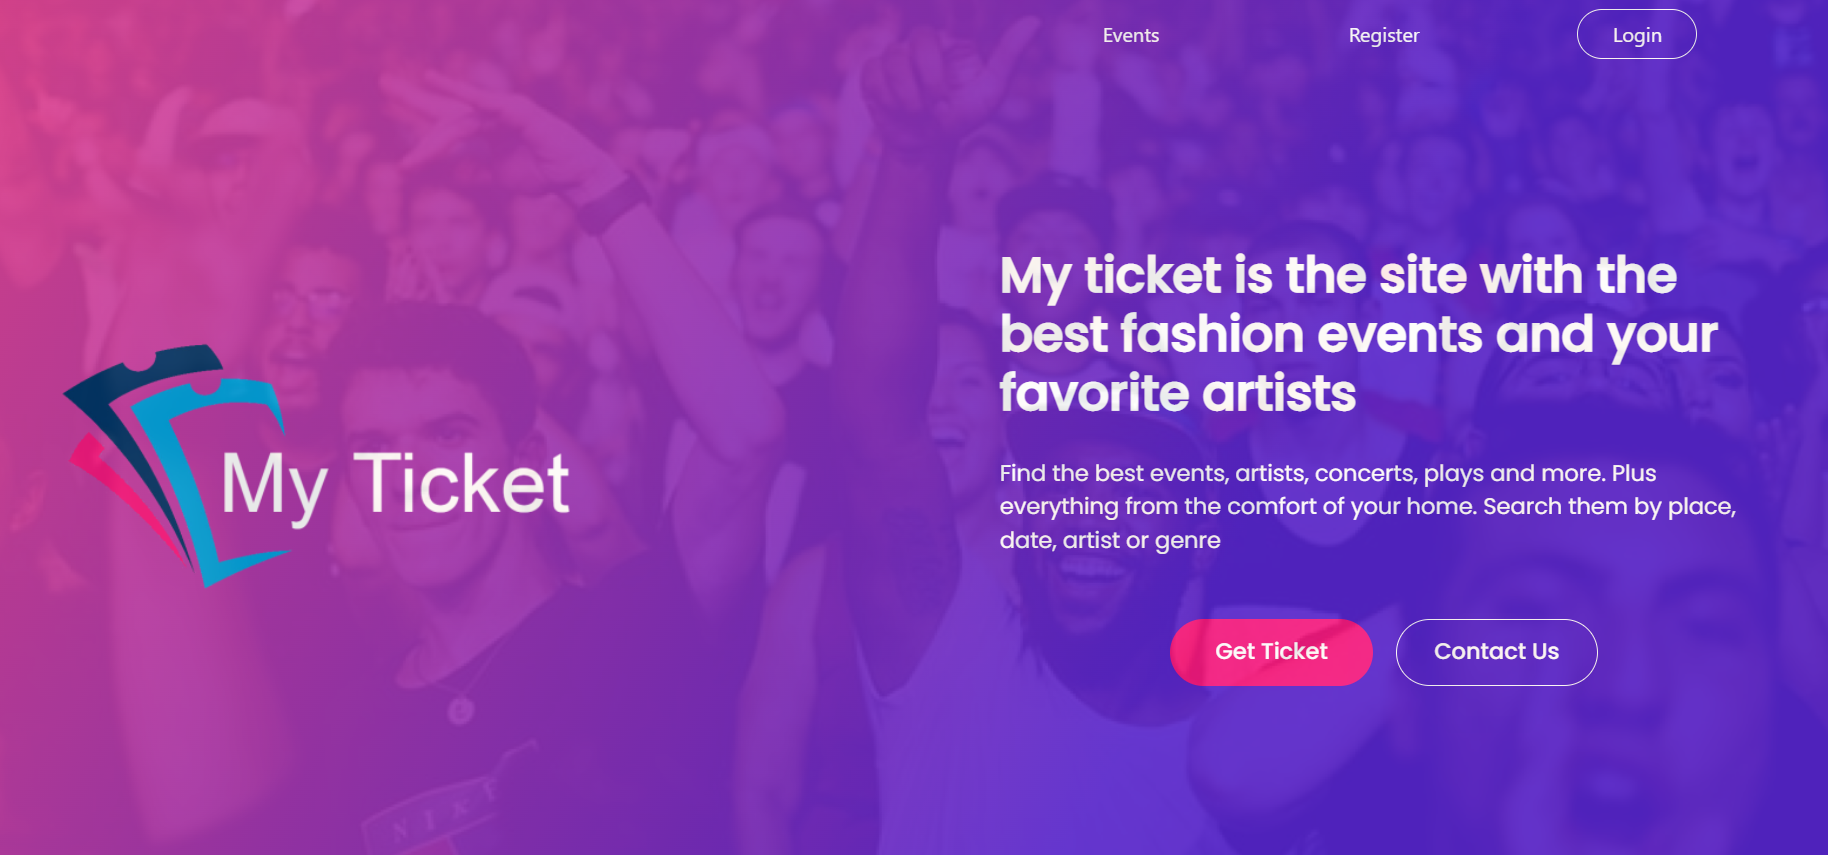 Events Register Login
My ticket is the site with the
best fashion events and your
favorite artists
My Ticket
Find the best events, artists, concerts, plays and more. Plus
everything from the comfort of your home. Search them by place,
date, artist or genre
Get Ticket Contact Us
NIKE